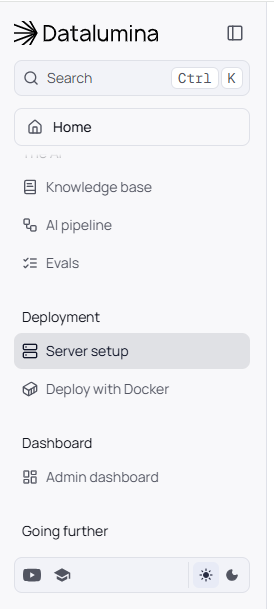 Datalumina
Search Ctrl K
Home
Knowledge base
AI pipeline
Evals
Deployment
Server setup
Deploy with Docker
Dashboard
Admin dashboard
Going further